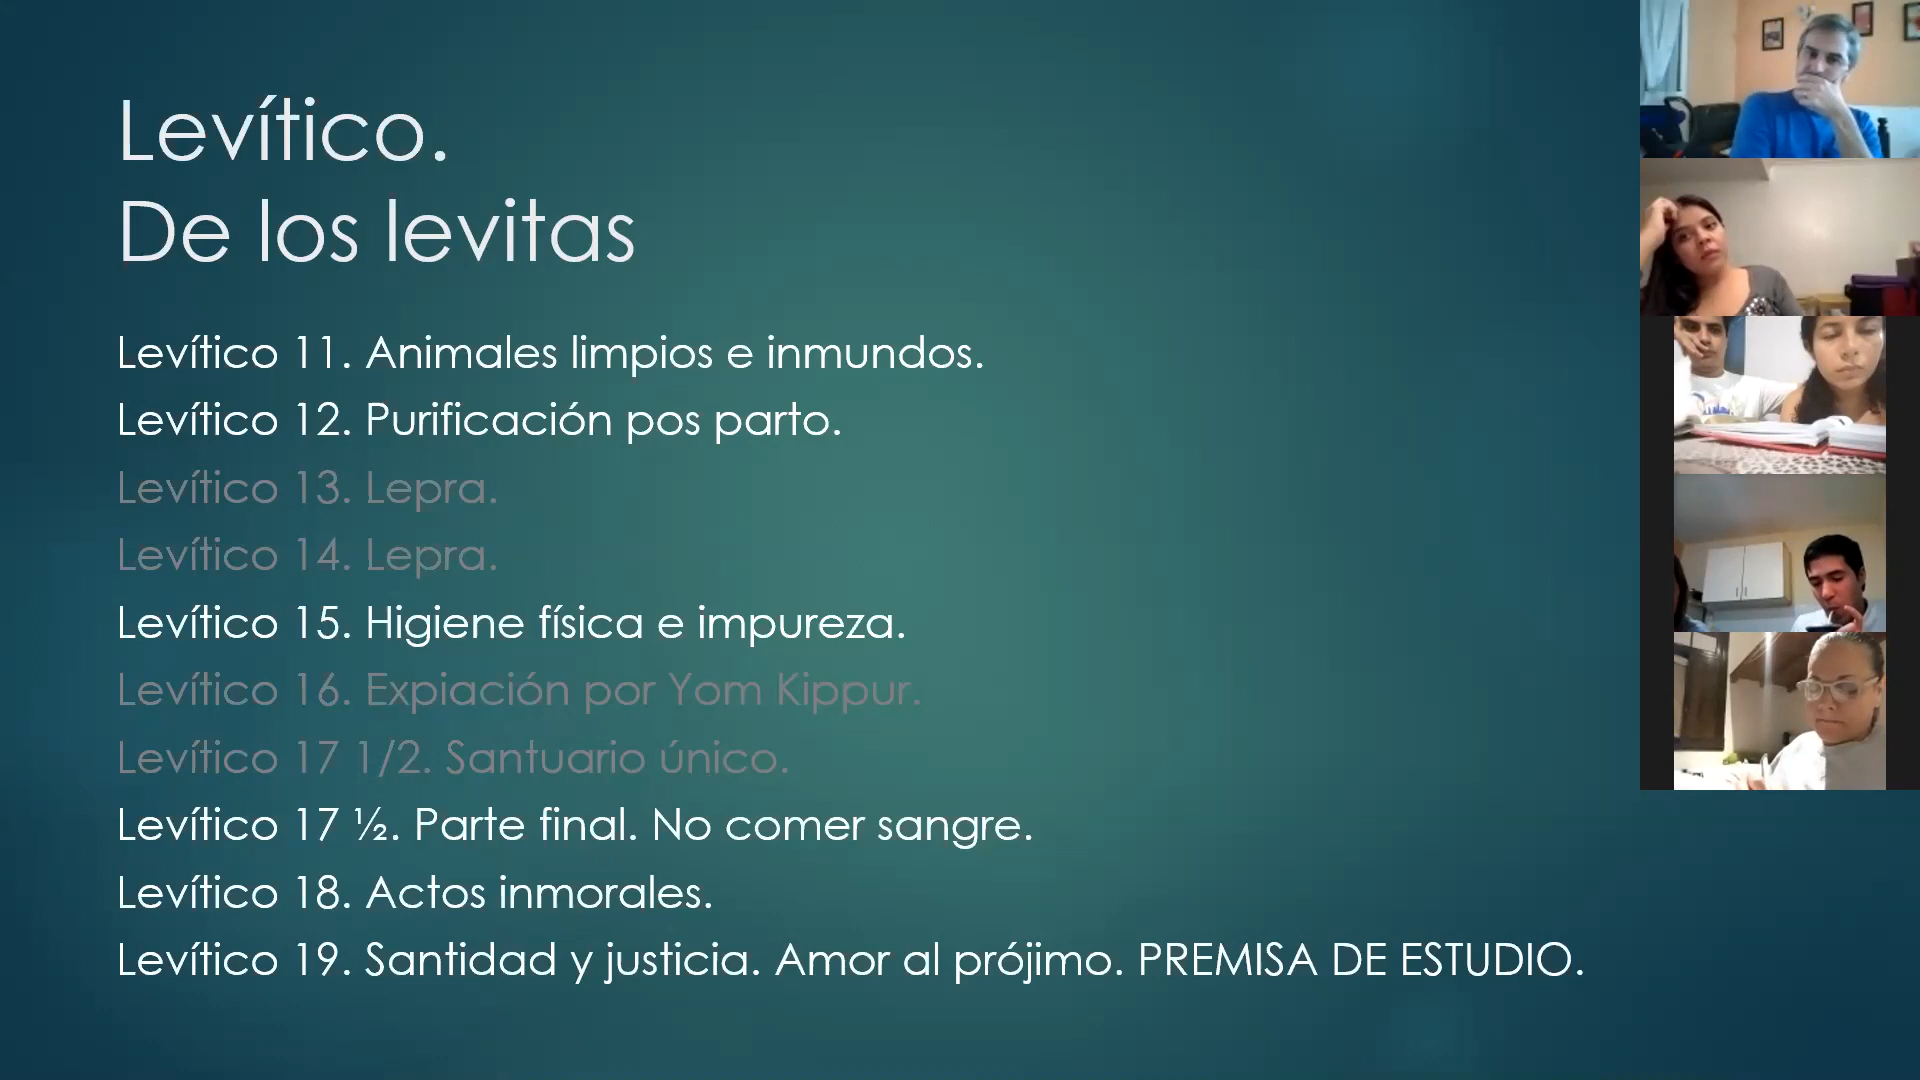 Levítico.
De los levitas
Levítico 11. Animales limpios e inmundos.
Levítico 12. Purificación pos parto.
Levítico 13. Lepra.
Levítico 14. Lepra.
Levítico 15. Higiene física e impureza.
Levítico 16. Expiación por Yom Kippur.
Levítico 17 1/2. Santuario único.
Levítico 17 ½. Parte final. No comer sangre.
Levítico 18. Actos inmorales.
Levítico 19. Santidad y justicia. Amor al prójimo. PREMISA DE ESTUDIO.